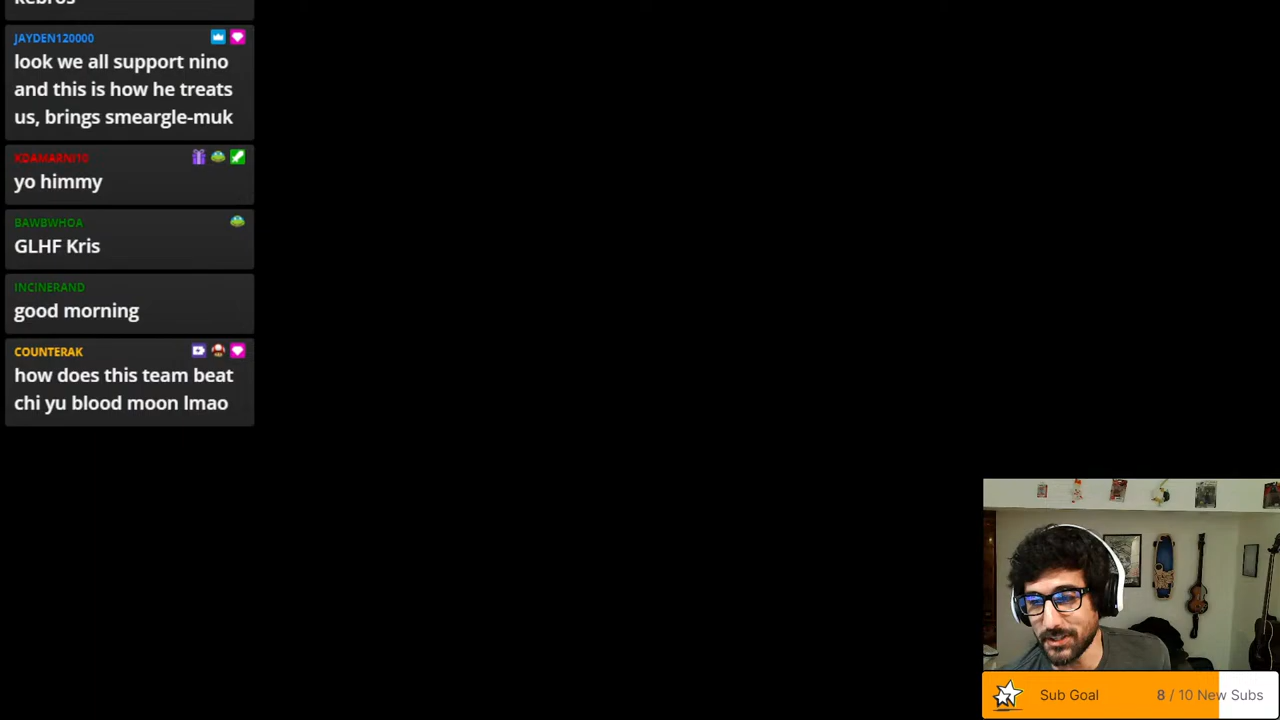 JAYDEN120000
look we all support nino
and this is how he treats
us, brings smeargle-muk
XDAMARNI10
yo himmy
BAWBWHOA
GLHF Kris
INCINERAND
good morning
COUNTERAK
how does this team beat
chi yu blood moon lmao
Sub Goal 8 / 10 New Subs